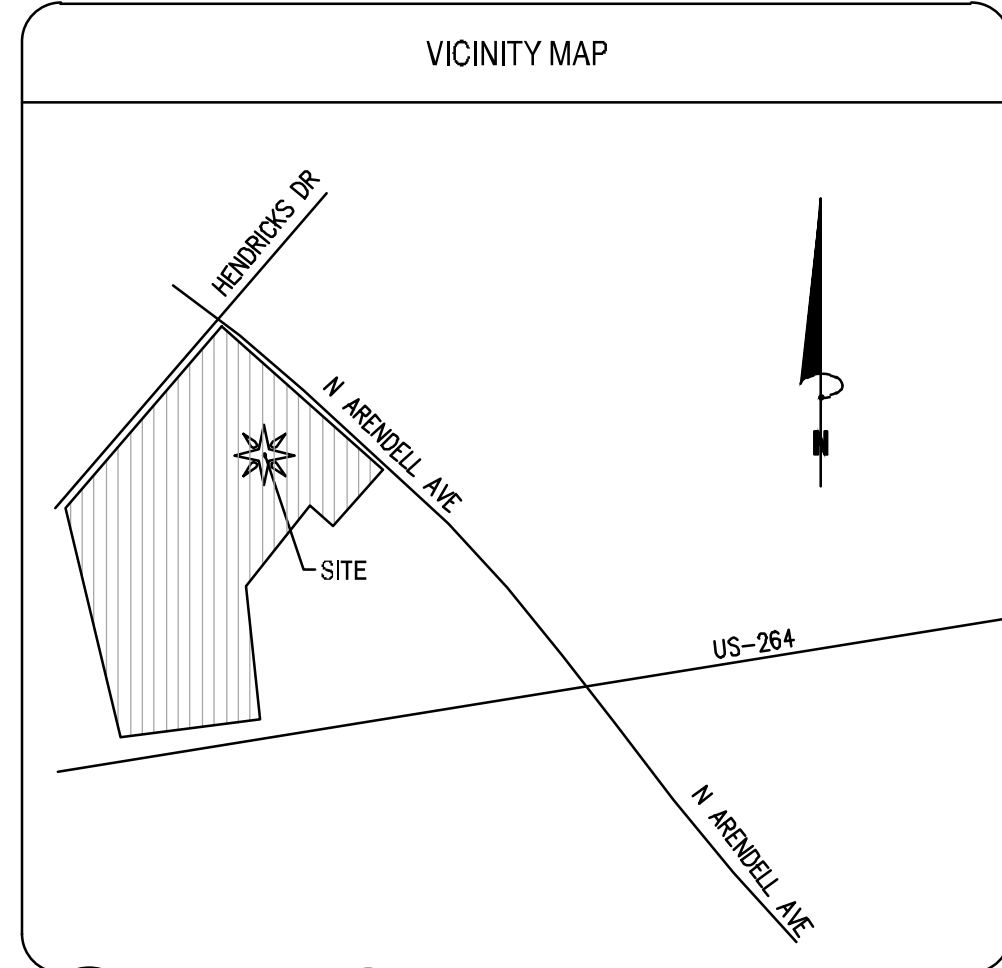 VICINITY MAP
HENDRICKS DR
N ARENDELL AVE
N
SITE
US-264
N ARENDELL AVE